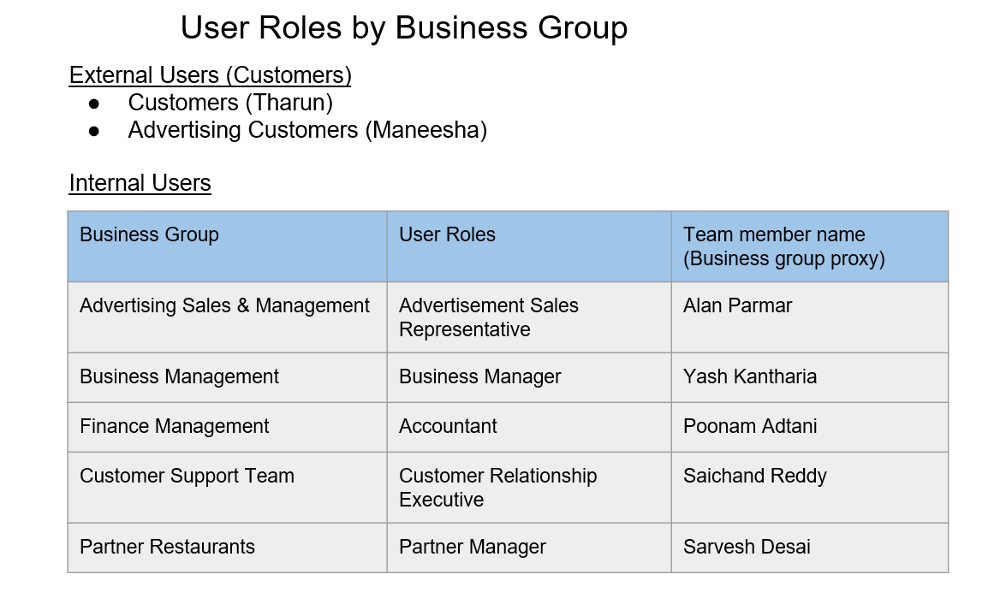 User Roles by Business Group
External Users (Customers)
● Customers (Tharun)
● Advertising Customers (Maneesha)
Internal Users
Business Group User Roles Team member name
(Business group proxy)
Advertising Sales & Management Advertisement Sales Alan Parmar
Representative
Business Management Business Manager Yash Kantharia
Finance Management Accountant Poonam Adtani
Customer Support Team Customer Relationship Saichand Reddy
Executive
Partner Restaurants Partner Manager Sarvesh Desai